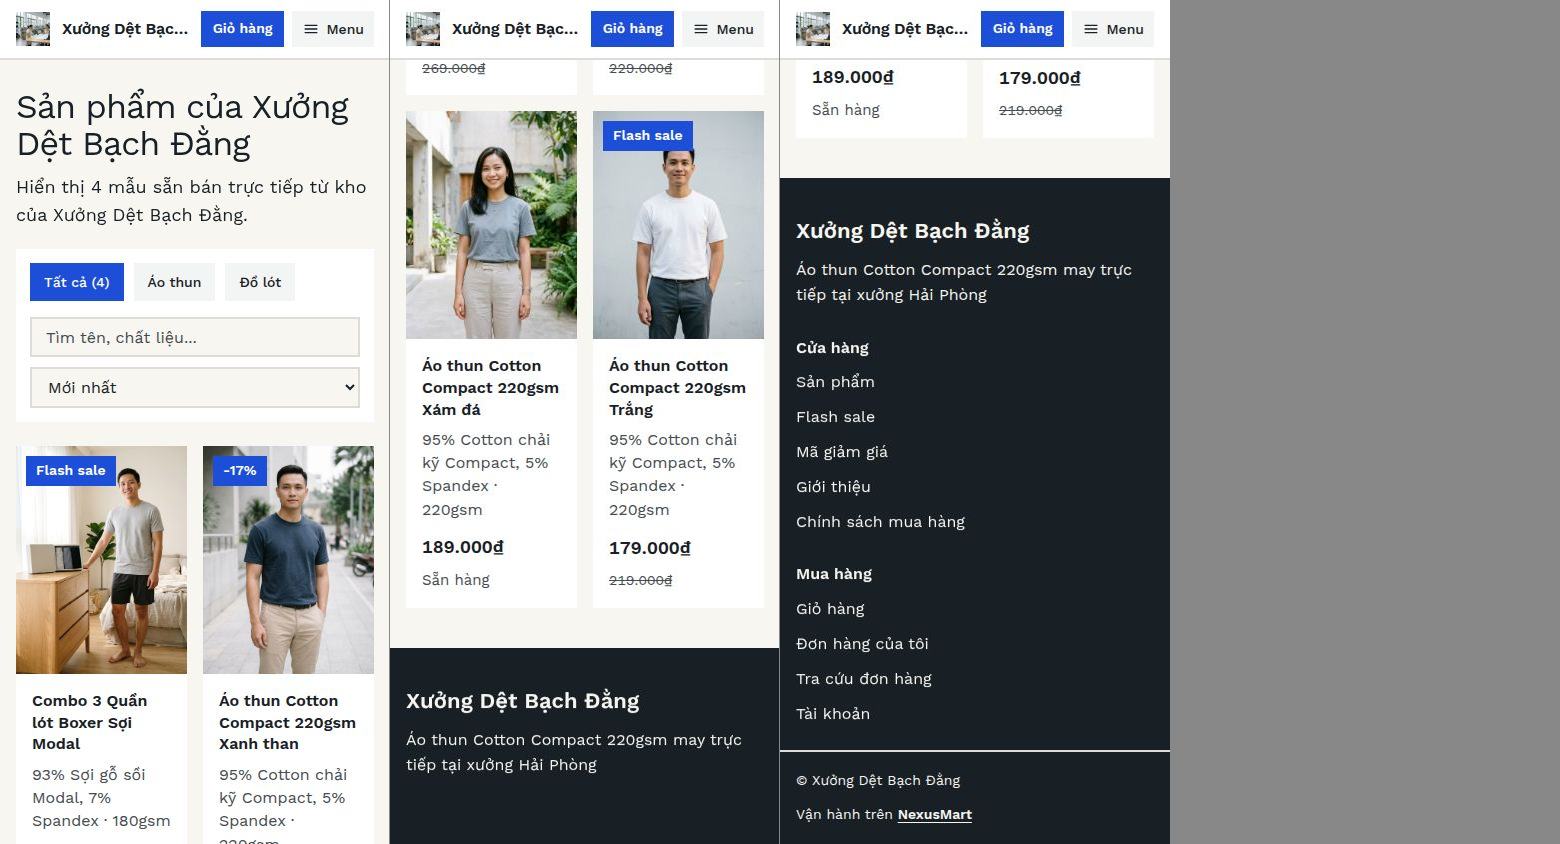 Xưởng Dệt Bạc...
Giỏ hàng
Menu
Sản phẩm của Xưởng
Dệt Bạch Đằng
Hiển thị 4 mẫu sẵn bán trực tiếp từ kho
của Xưởng Dệt Bạch Đằng.
Tất cả (4)
Áo thun
Đồ lót
Tìm tên, chất liệu...
Mới nhất
Flash sale
-17%
Combo 3 Quần
lót Boxer Sợi
Modal
93% Sợi gỗ sồi
Modal, 7%
Spandex · 180gsm
Áo thun Cotton
Compact 220gsm
Xanh than
95% Cotton chải
kỹ Compact, 5%
Spandex ·
220gsm
Xưởng Dệt Bạc...
Giỏ hàng
Menu
269.000₫
229.000₫
Flash sale
Áo thun Cotton
Compact 220gsm
Xám đá
95% Cotton chải
kỹ Compact, 5%
Spandex ·
220gsm
189.000₫
Sẵn hàng
Áo thun Cotton
Compact 220gsm
Trắng
95% Cotton chải
kỹ Compact, 5%
Spandex ·
220gsm
179.000₫
219.000₫
Xưởng Dệt Bạch Đằng
Áo thun Cotton Compact 220gsm may trực
tiếp tại xưởng Hải Phòng
Xưởng Dệt Bạc...
Giỏ hàng
Menu
189.000₫
Sẵn hàng
179.000₫
219.000₫
Xưởng Dệt Bạch Đằng
Áo thun Cotton Compact 220gsm may trực
tiếp tại xưởng Hải Phòng
Cửa hàng
Sản phẩm
Flash sale
Mã giảm giá
Giới thiệu
Chính sách mua hàng
Mua hàng
Giỏ hàng
Đơn hàng của tôi
Tra cứu đơn hàng
Tài khoản
© Xưởng Dệt Bạch Đằng
Vận hành trên NexusMart